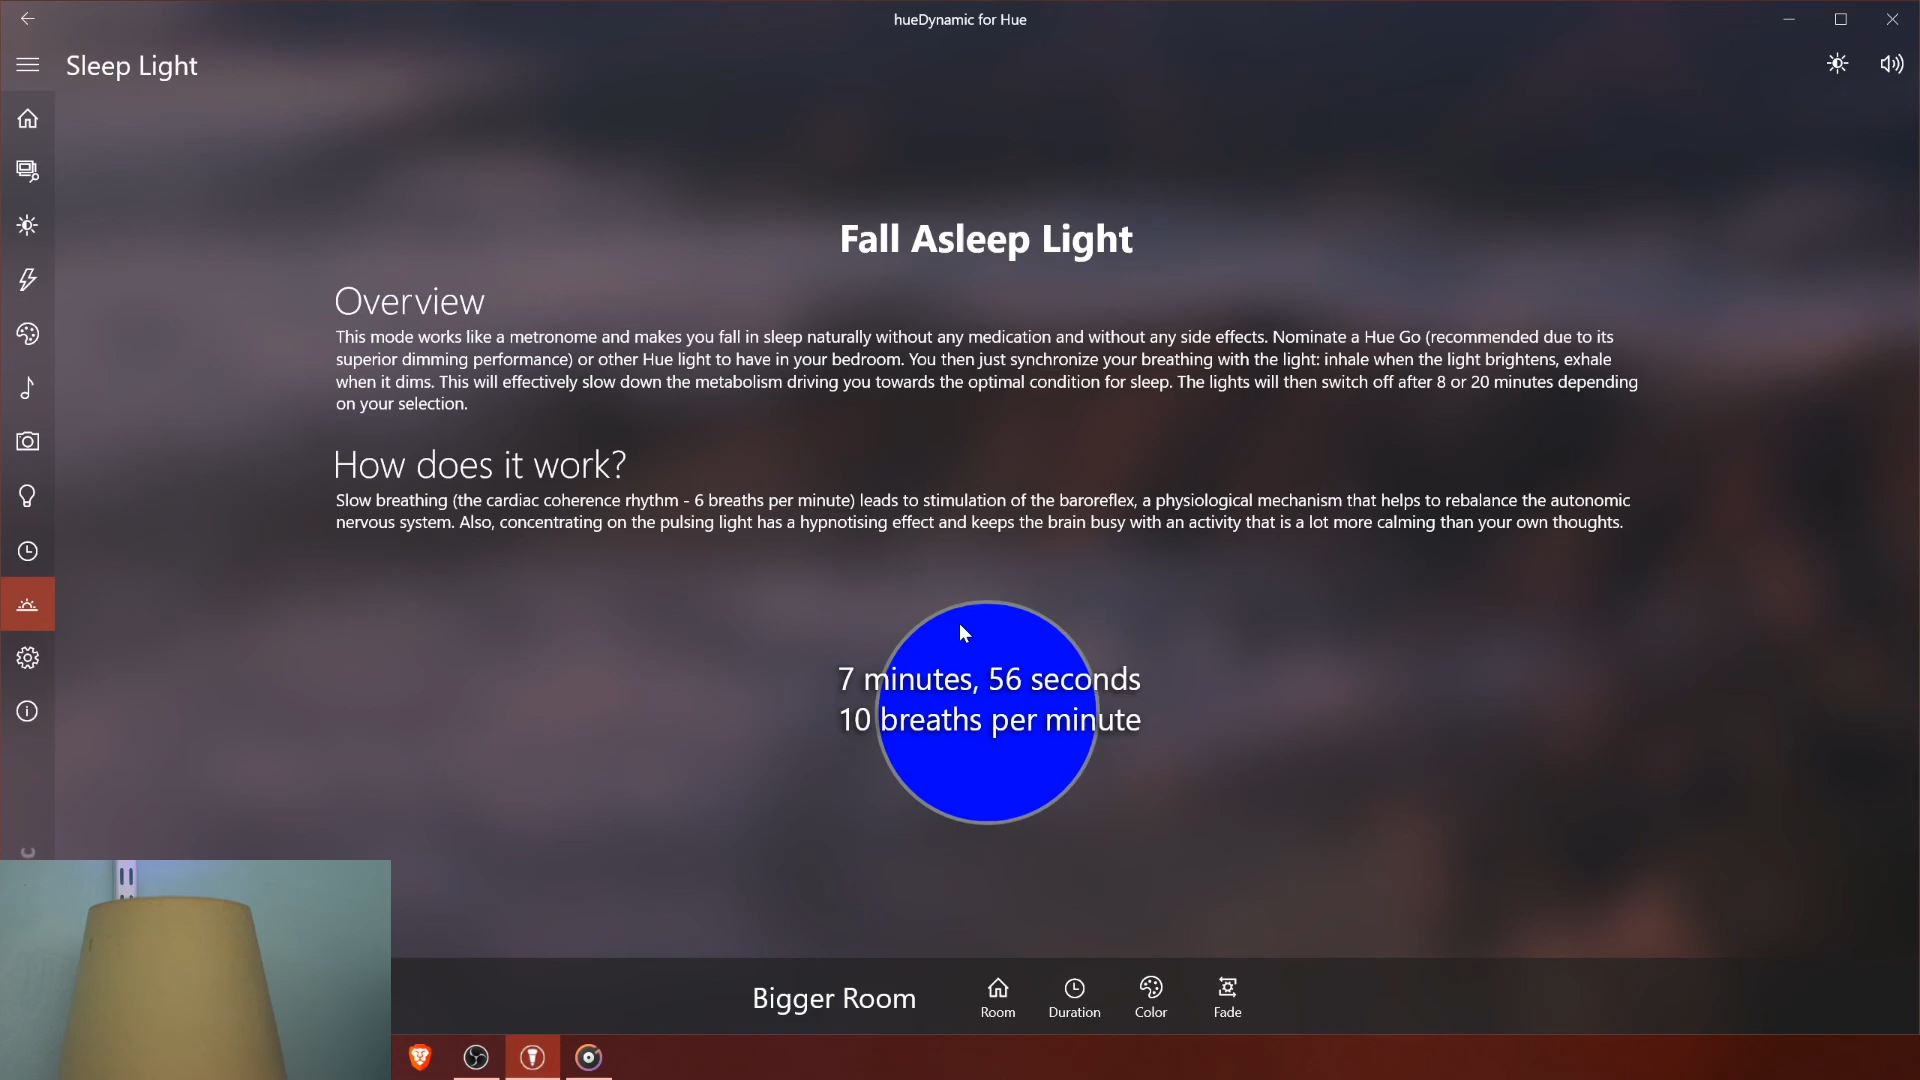 hueDynamic for Hue
Sleep Light
Fall Asleep Light
Overview
This mode works like a metronome and makes you fall in sleep naturally without any medication and without any side effects. Nominate a Hue Go (recommended due to its
superior dimming performance) or other Hue light to have in your bedroom. You then just synchronize your breathing with the light: inhale when the light brightens, exhale
when it dims. This will effectively slow down the metabolism driving you towards the optimal condition for sleep. The lights will then switch off after 8 or 20 minutes depending
on your selection.
How does it work?
Slow breathing (the cardiac coherence rhythm - 6 breaths per minute) leads to stimulation of the baroreflex, a physiological mechanism that helps to rebalance the autonomic
nervous system. Also, concentrating on the pulsing light has a hypnotising effect and keeps the brain busy with an activity that is a lot more calming than your own thoughts.
7 minutes, 56 seconds
10 breaths per minute
Bigger Room
Room Duration Color Fade